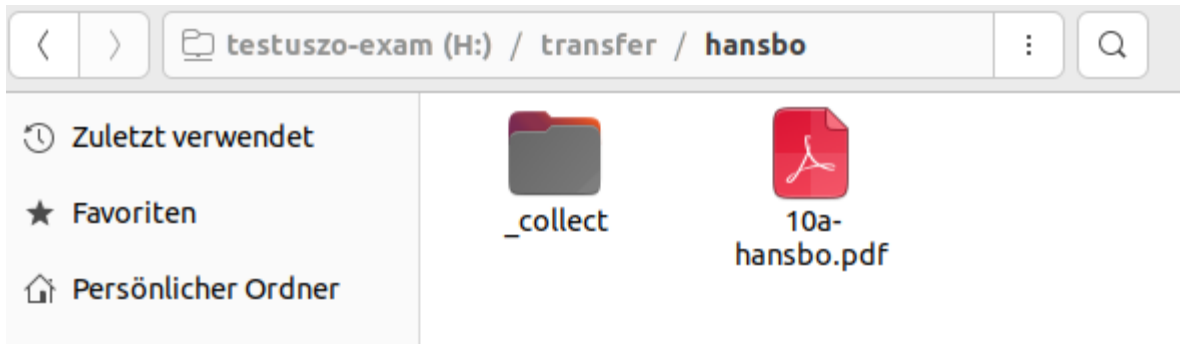 testuszo-exam (H:) / transfer / hansbo
Zuletzt verwendet
Favoriten
Persönlicher Ordner
_collect
10a-
hansbo.pdf